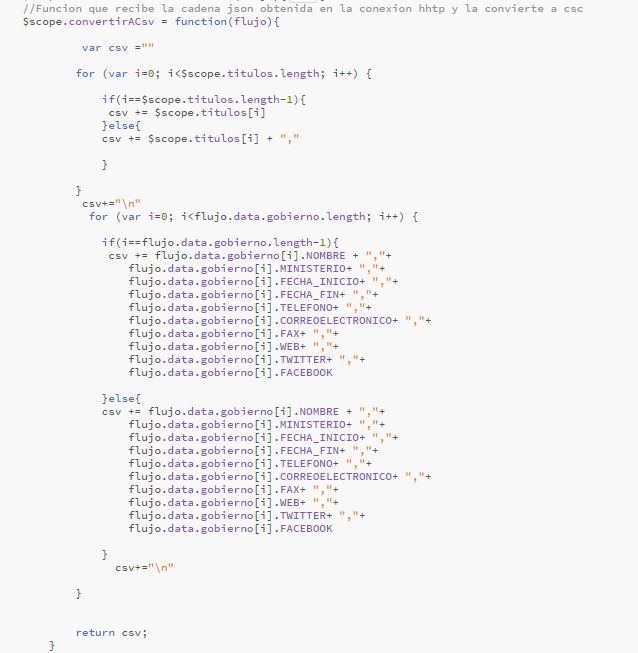 //Funcion que recibe la cadena json obtenida en la conexion hhtp y la convierte a csc
$scope.convertirACsv = function(flujo){
var csv =""
for (var i=0; i<$scope.titulos.length; i++) {
if(i==$scope.titulos.length-1){
csv += $scope.titulos[i]
}else{
csv += $scope.titulos[i] + ","
}
}
csv+="\n"
for (var i=0; i<flujo.data.gobierno.length; i++) {
if(i==flujo.data.gobierno.length-1){
csv += flujo.data.gobierno[i].NOMBRE + ","+
flujo.data.gobierno[i].MINISTERIO+ ","+
flujo.data.gobierno[i].FECHA_INICIO+ ","+
flujo.data.gobierno[i].FECHA_FIN+ ","+
flujo.data.gobierno[i].TELEFONO+ ","+
flujo.data.gobierno[i].CORREOELECTRONICO+ ","+
flujo.data.gobierno[i].FAX+ ","+
flujo.data.gobierno[i].WEB+ ","+
flujo.data.gobierno[i].TWITTER+ ","+
flujo.data.gobierno[i].FACEBOOK
}else{
csv += flujo.data.gobierno[i].NOMBRE + ","+
flujo.data.gobierno[i].MINISTERIO+ ","+
flujo.data.gobierno[i].FECHA_INICIO+ ","+
flujo.data.gobierno[i].FECHA_FIN+ ","+
flujo.data.gobierno[i].TELEFONO+ ","+
flujo.data.gobierno[i].CORREOELECTRONICO+ ","+
flujo.data.gobierno[i].FAX+ ","+
flujo.data.gobierno[i].WEB+ ","+
flujo.data.gobierno[i].TWITTER+ ","+
flujo.data.gobierno[i].FACEBOOK
}
csv+="\n"
}
return csv;
}